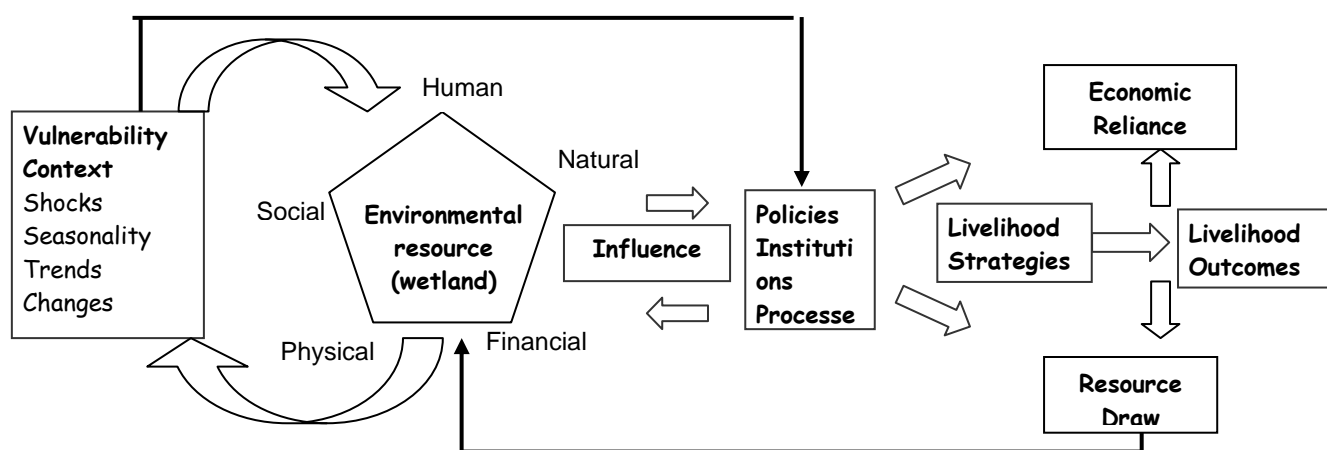 Vulnerability
Context
Shocks
Seasonality
Trends
Changes
Human
Natural
Social
Environmental
resource
(wetland)
Physical
Financial
Influence
Policies
Instituti
ons
Processe
Livelihood
Strategies
Economic
Reliance
Livelihood
Outcomes
Resource
Draw